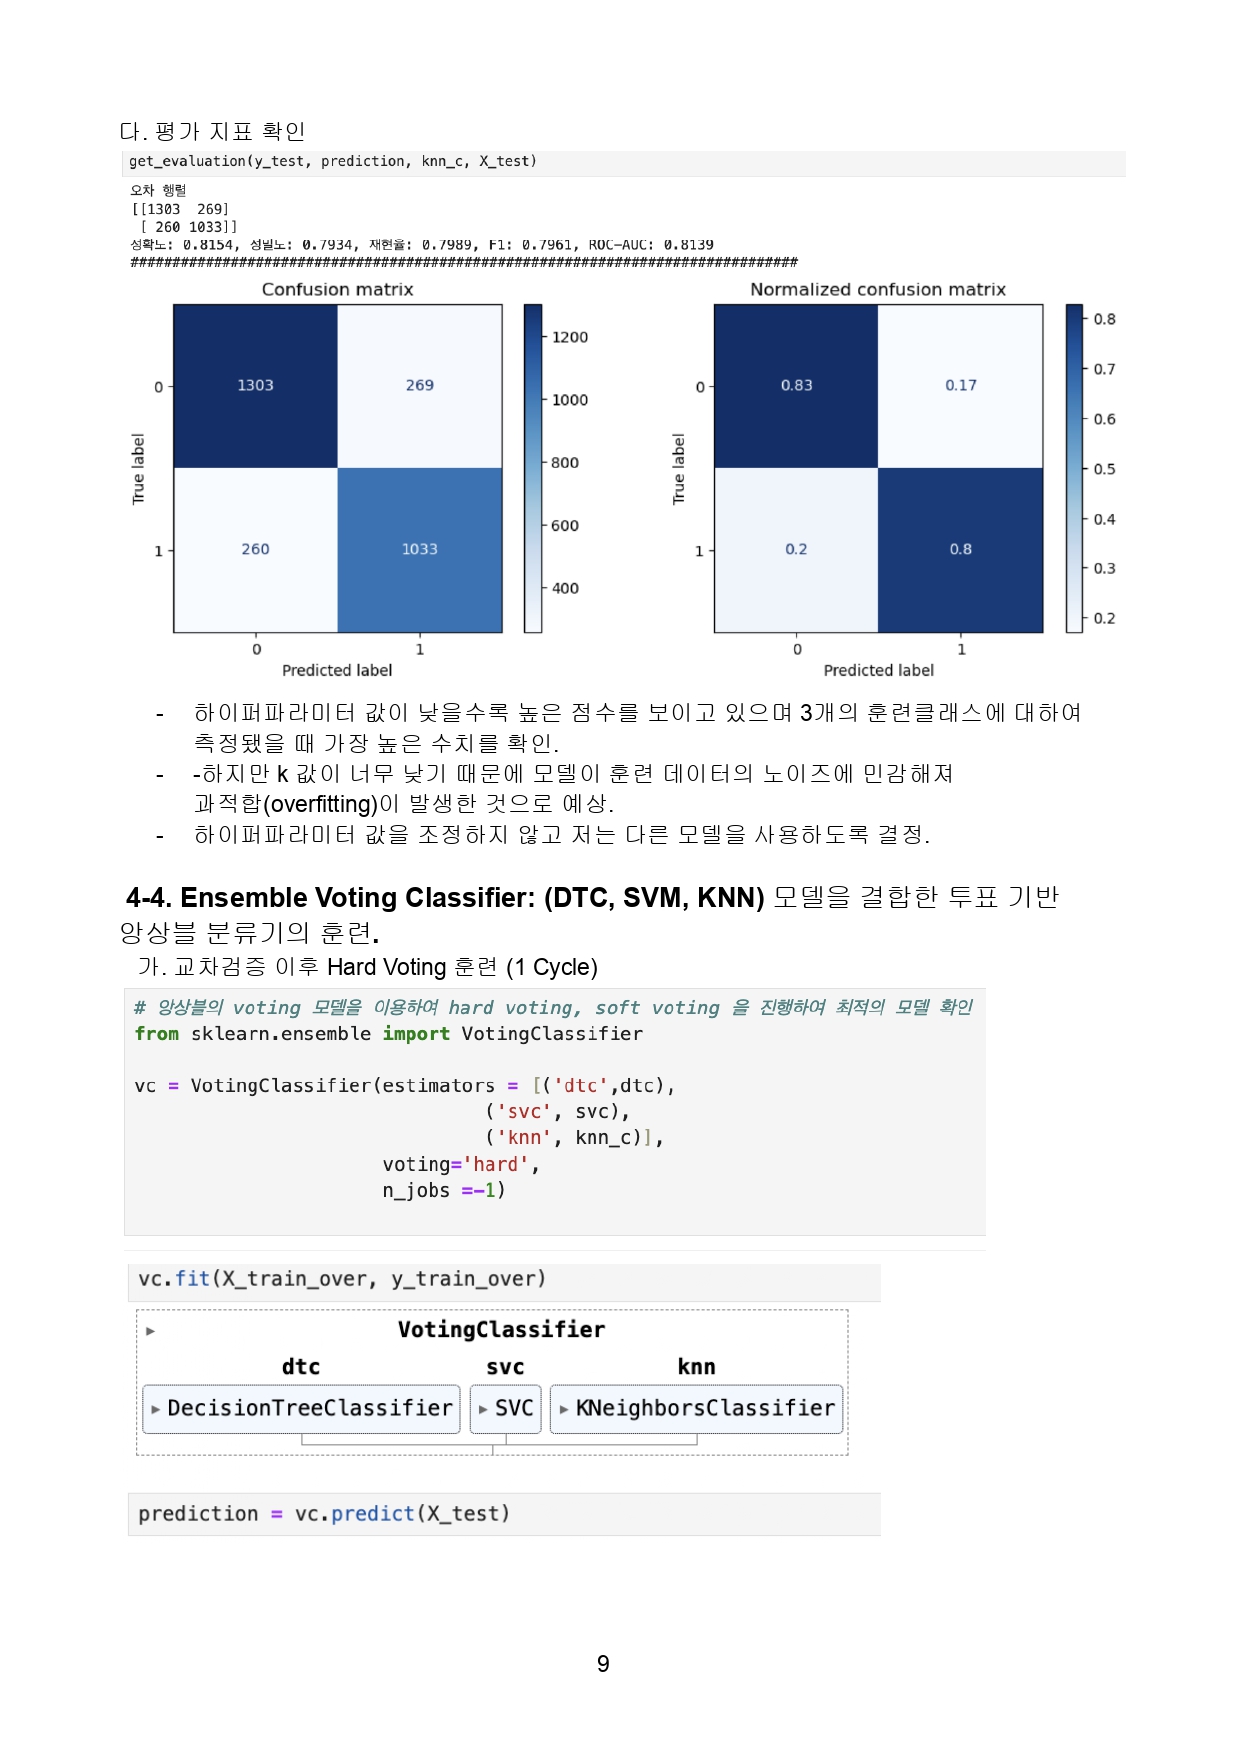 다. 평가 지표 확인
get_evaluation(y_test, prediction, knn_c, X_test)
오차 행렬
[[1303  269]
 [ 260 1033]]
정확도: 0.8154, 정밀도: 0.7934, 재현율: 0.7989, F1: 0.7961, ROC-AUC: 0.8139
################################################################################
Confusion matrix
1303 269
260 1033
0
1
True label
0 1
Predicted label
1200
1000
800
600
400
Normalized confusion matrix
0.83 0.17
0.2 0.8
0
1
True label
0 1
Predicted label
0.8
0.7
0.6
0.5
0.4
0.3
0.2
- 하이퍼파라미터 값이 낮을수록 높은 점수를 보이고 있으며 3개의 훈련클래스에 대하여
측정됐을 때 가장 높은 수치를 확인.
- -하지만 k 값이 너무 낮기 때문에 모델이 훈련 데이터의 노이즈에 민감해져
과적합(overfitting)이 발생한 것으로 예상.
- 하이퍼파라미터 값을 조정하지 않고 저는 다른 모델을 사용하도록 결정.
4-4. Ensemble Voting Classifier: (DTC, SVM, KNN) 모델을 결합한 투표 기반
앙상블 분류기의 훈련.
가. 교차검증 이후 Hard Voting 훈련 (1 Cycle)
# 앙상블의 voting 모델을 이용하여 hard voting, soft voting 을 진행하여 최적의 모델 확인
from sklearn.ensemble import VotingClassifier
vc = VotingClassifier(estimators = [('dtc',dtc),
('svc', svc),
('knn', knn_c)],
voting='hard',
n_jobs =-1)
vc.fit(X_train_over, y_train_over)
VotingClassifier
dtc svc knn
DecisionTreeClassifier SVC KNeighborsClassifier
prediction = vc.predict(X_test)
9